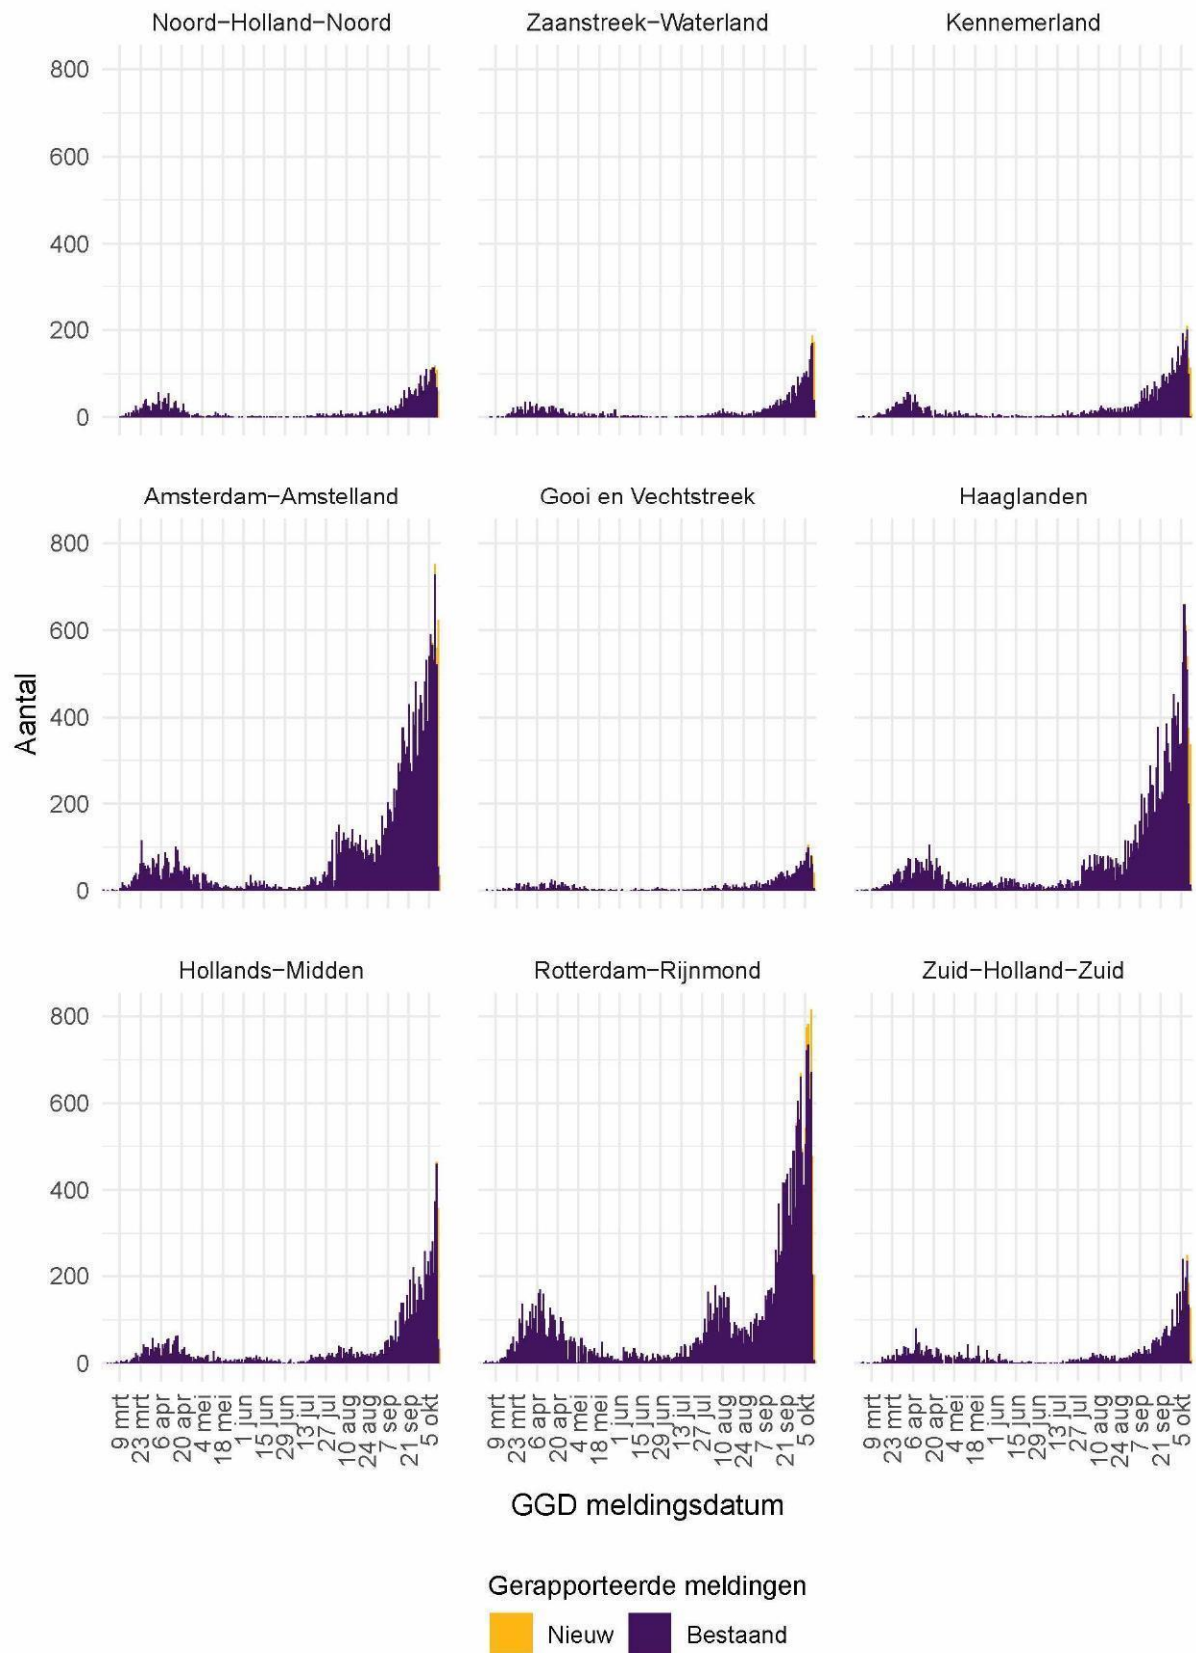 Noord-Holland-Noord
Zaanstreek-Waterland
Kennemerland
800
600
400
200
0
Amsterdam-Amstelland
Gooi en Vechtstreek
Haaglanden
800
600
400
200
0
Aantal
Hollands-Midden
Rotterdam-Rijnmond
Zuid-Holland-Zuid
800
600
400
200
0
9 mrt
23 mrt
6 apr
20 apr
4 mei
18 mei
1 jun
15 jun
29 jun
13 jul
27 jul
10 aug
24 aug
7 sep
21 sep
5 okt
9 mrt
23 mrt
6 apr
20 apr
4 mei
18 mei
1 jun
15 jun
29 jun
13 jul
27 jul
10 aug
24 aug
7 sep
21 sep
5 okt
9 mrt
23 mrt
6 apr
20 apr
4 mei
18 mei
1 jun
15 jun
29 jun
13 jul
27 jul
10 aug
24 aug
7 sep
21 sep
5 okt
GGD meldingsdatum
Gerapporteerde meldingen
Nieuw
Bestaand